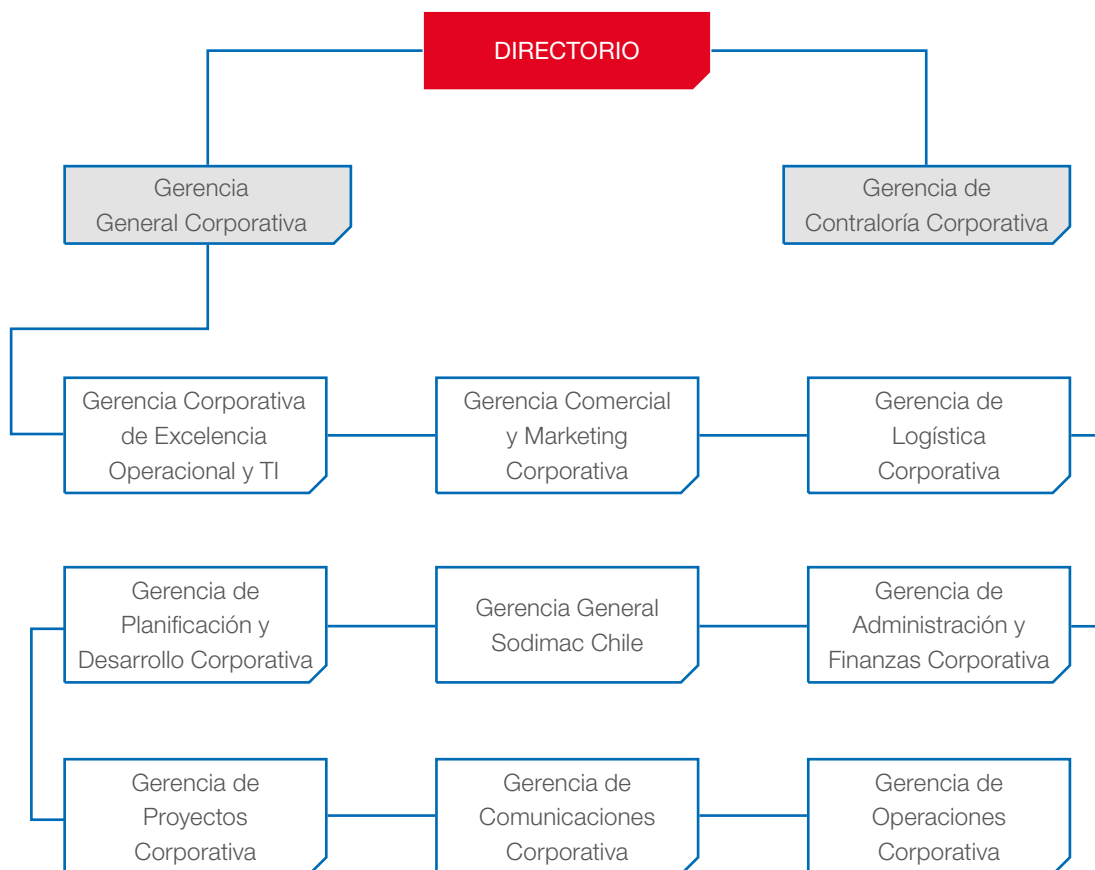 DIRECTORIO
Gerencia
General Corporativa
Gerencia de
Contraloría Corporativa
Gerencia Corporativa
de Excelencia
Operacional y TI
Gerencia Comercial
y Marketing
Corporativa
Gerencia de
Logística
Corporativa
Gerencia de
Planificación y
Desarrollo Corporativa
Gerencia General
Sodimac Chile
Gerencia de
Administración y
Finanzas Corporativa
Gerencia de
Proyectos
Corporativa
Gerencia de
Comunicaciones
Corporativa
Gerencia de
Operaciones
Corporativa